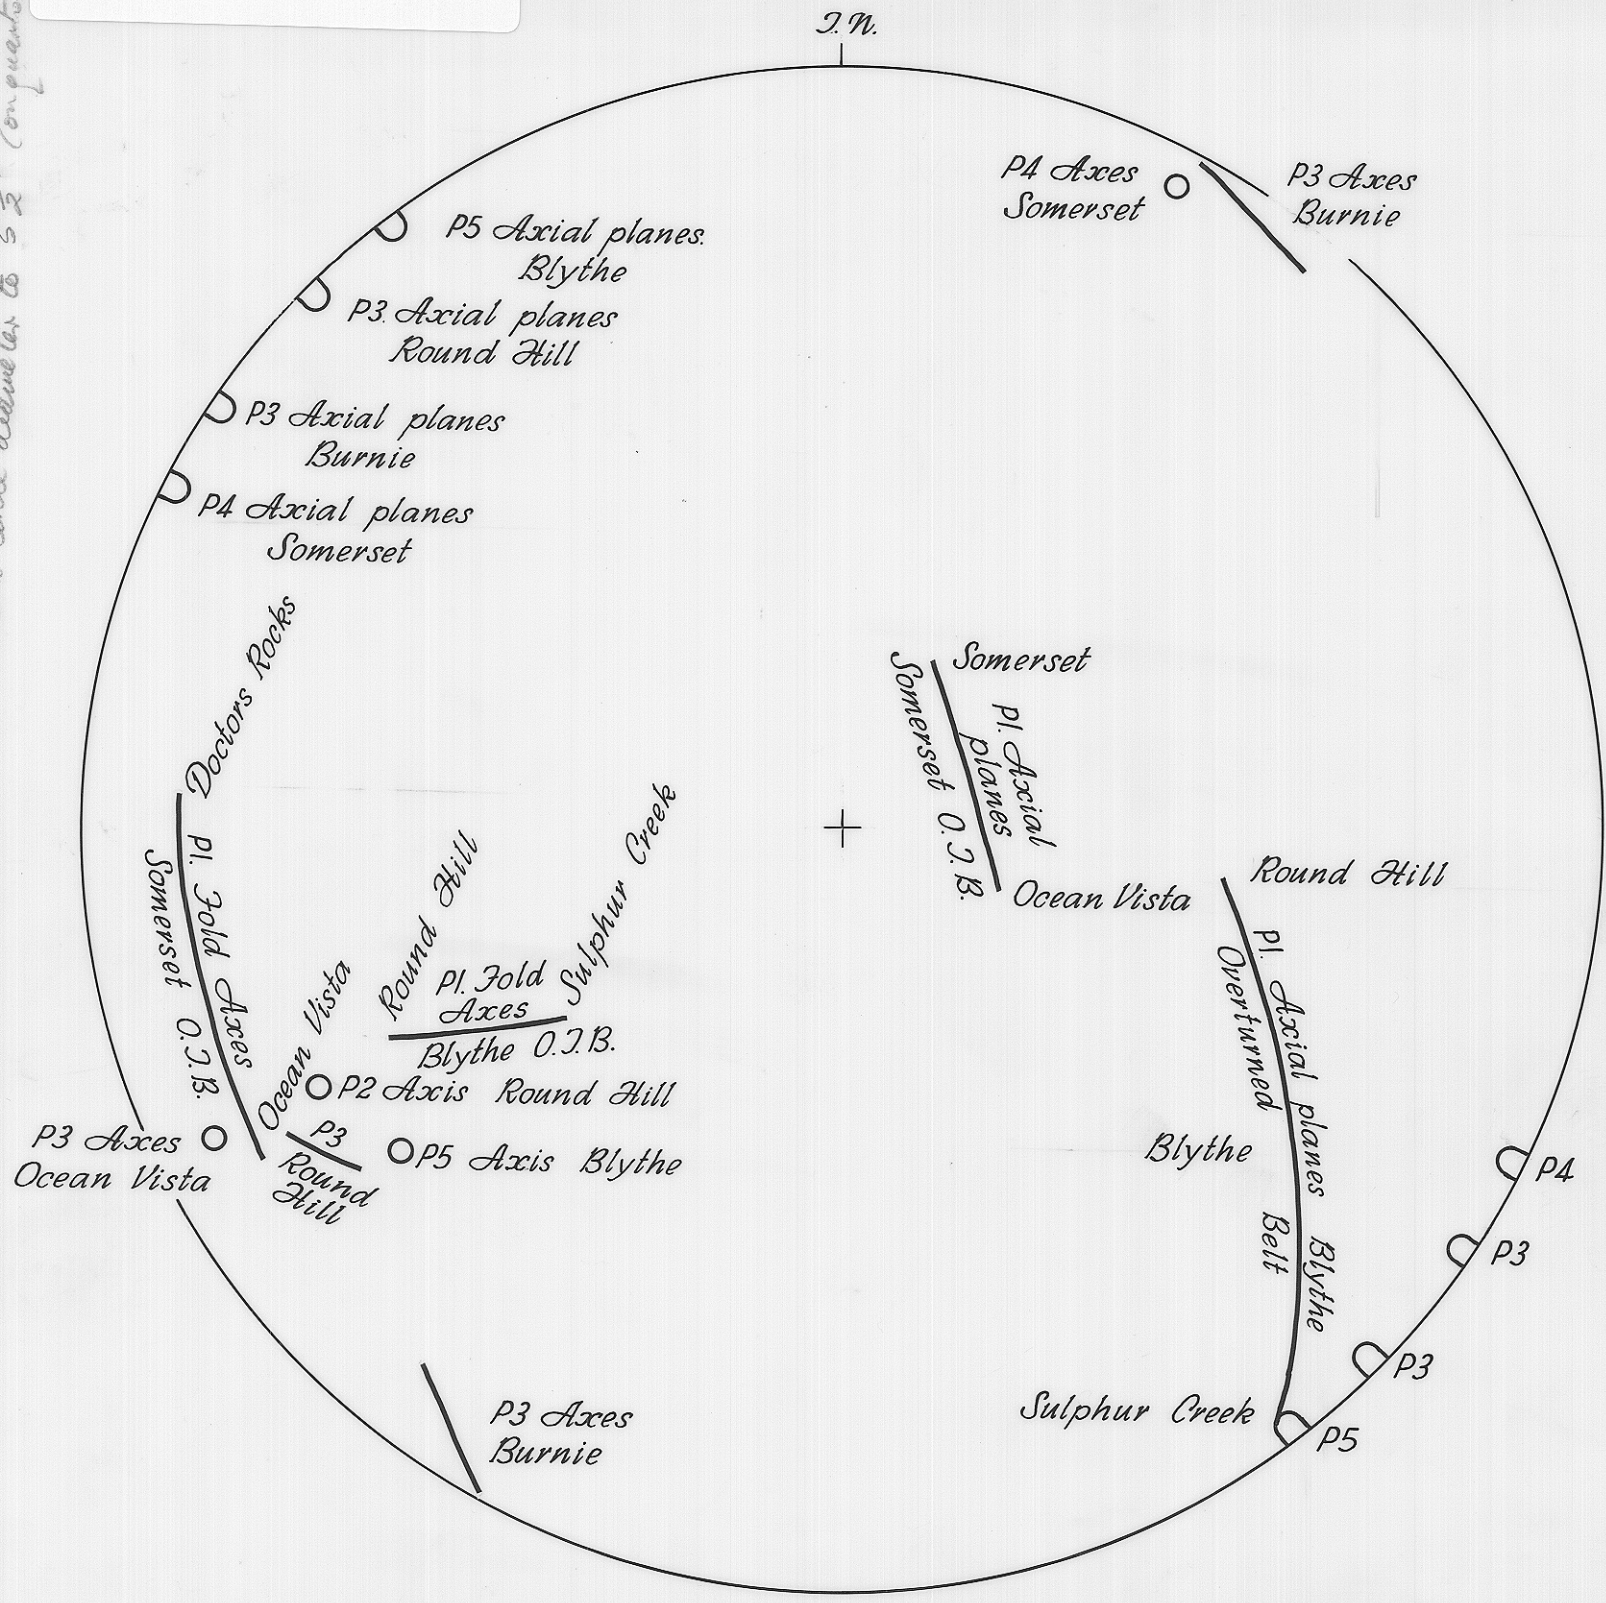 T.N.
P4 Axes
Somerset
P3 Axes
Burnie
P5 Axial planes.
Blythe
P3. Axial planes
Round Hill
P3 Axial planes
Burnie
P4 Axial planes
Somerset
Doctors Rocks
Pl. Fold Axes
Somerset O.T.B.
Ocean Vista
Somerset
Pl. Axial
planes
Somerset O.T.B.
Ocean Vista
Round Hill
Pl. Fold
Axes
Sulphur Creek
Blythe O.T.B.
P2 Axis Round Hill
P3
Round
Hill
P5 Axis Blythe
P3 Axes
Ocean Vista
Round Hill
Pl. Axial planes Blythe
Overturned
Belt
Blythe
P4
P3
P3
Sulphur Creek
P5
P3 Axes
Burnie
to S